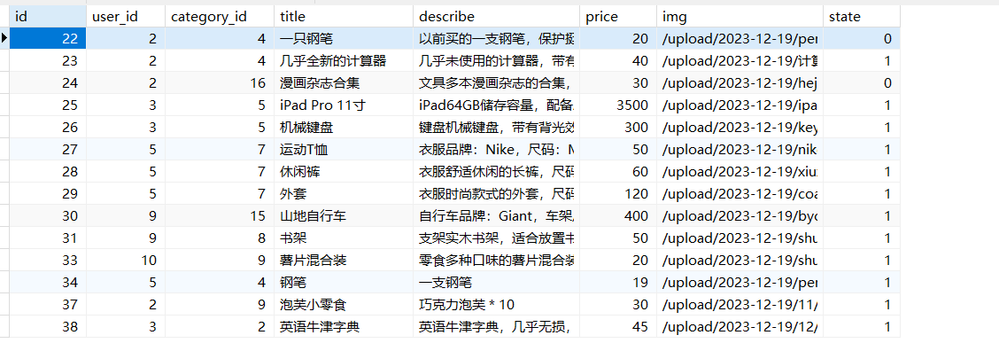 id user_id category_id title describe price img state
22 2 4 一只钢笔 以前买的一支钢笔，保护挺 20 /upload/2023-12-19/per 0
23 2 4 几乎全新的计算器 几乎未使用的计算器，带有 40 /upload/2023-12-19/计算 1
24 2 16 漫画杂志合集 文具多本漫画杂志的合集， 30 /upload/2023-12-19/hej 0
25 3 5 iPad Pro 11寸 iPad64GB储存容量，配备 3500 /upload/2023-12-19/ipa 1
26 3 5 机械键盘 键盘机械键盘，带有背光效 300 /upload/2023-12-19/key 1
27 5 7 运动T恤 衣服品牌：Nike，尺码：M 50 /upload/2023-12-19/nik 1
28 5 7 休闲裤 衣服舒适休闲的长裤，尺码 60 /upload/2023-12-19/xiu 1
29 5 7 外套 衣服时尚款式的外套，尺码 120 /upload/2023-12-19/coa 1
30 9 15 山地自行车 自行车品牌：Giant，车架 400 /upload/2023-12-19/byc 1
31 9 8 书架 支架实木书架，适合放置书 50 /upload/2023-12-19/shu 1
33 10 9 薯片混合装 零食多种口味的薯片混合装 20 /upload/2023-12-19/shu 1
34 5 4 钢笔 一支钢笔 19 /upload/2023-12-19/per 1
37 2 9 泡芙小零食 巧克力泡芙 * 10 30 /upload/2023-12-19/11/ 1
38 3 2 英语牛津字典 英语牛津字典，几乎无损， 45 /upload/2023-12-19/12/ 1